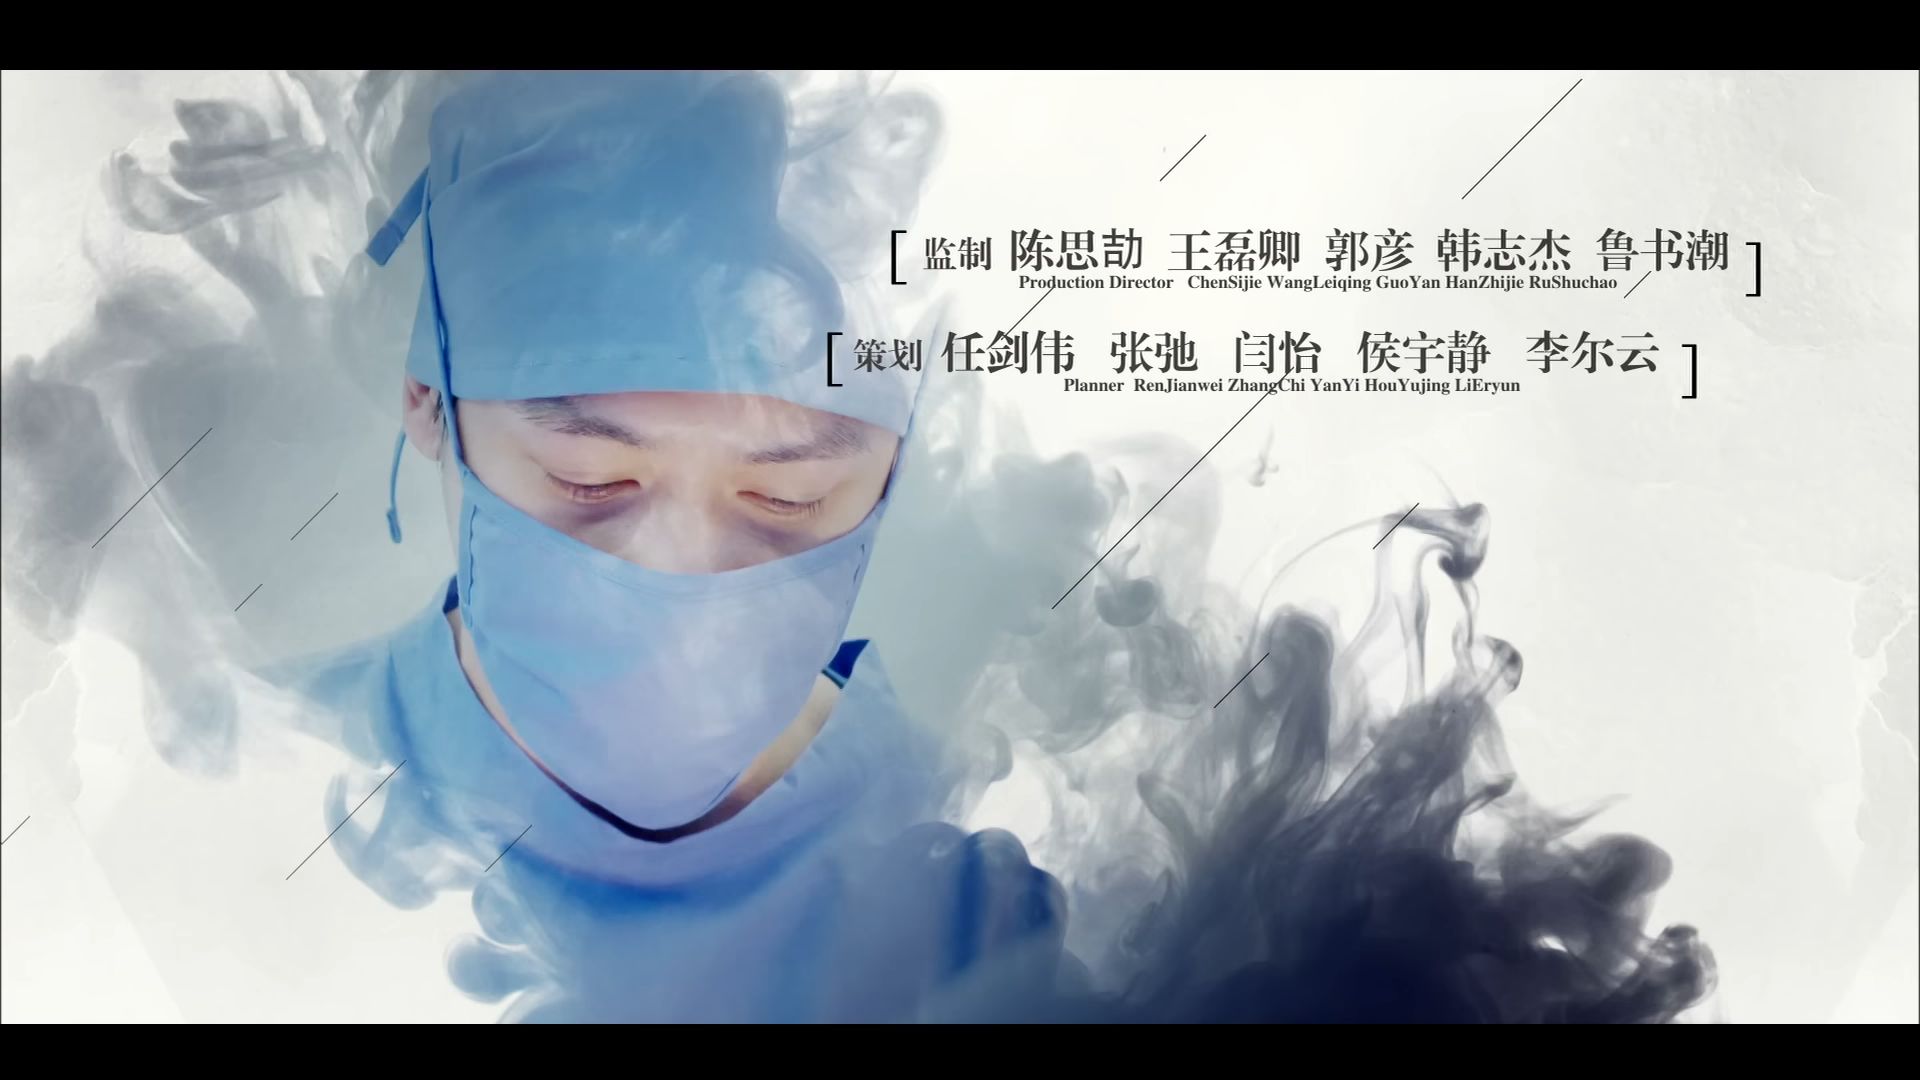 [ 监制 陈思劼 王磊卿 郭彦 韩志杰 鲁书潮 ]
Production Director ChenSijie WangLeiqing GuoYan HanZhijie RuShuchao
[ 策划 任剑伟 张弛 闫怡 侯宇静 李尔云 ]
Planner RenJianwei ZhangChi YanYi HouYujing LiEryun